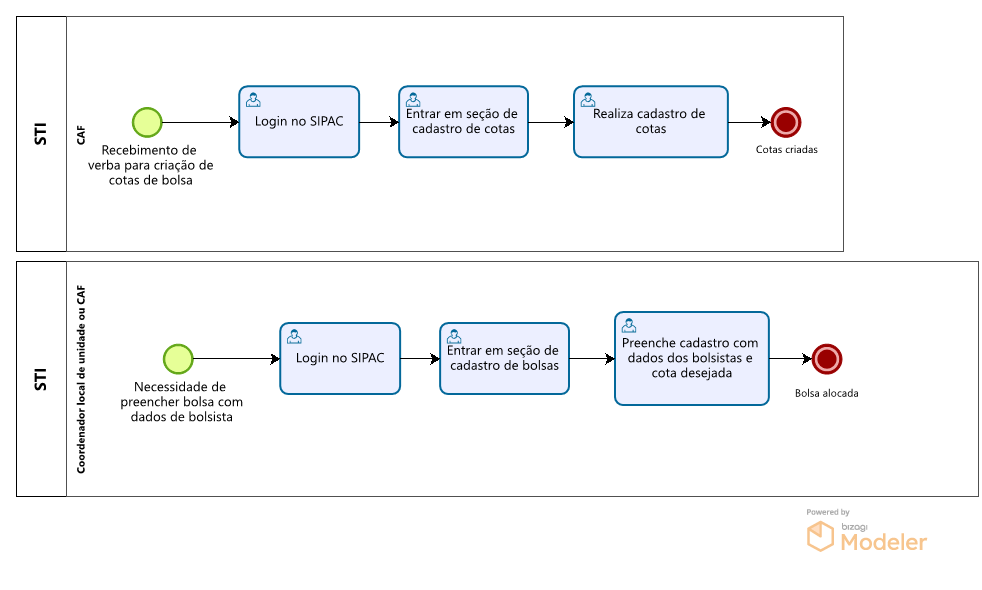 STI
CAF
Recebimento de
verba para criação de
cotas de bolsa
Login no SIPAC
Entrar em seção de
cadastro de cotas
Realiza cadastro de
cotas
Cotas criadas
STI
Coordenador local de unidade ou CAF
Necessidade de
preencher bolsa com
dados de bolsista
Login no SIPAC
Entrar em seção de
cadastro de bolsas
Preenche cadastro com
dados dos bolsistas e
cota desejada
Bolsa alocada
Powered by
bizagi
Modeler